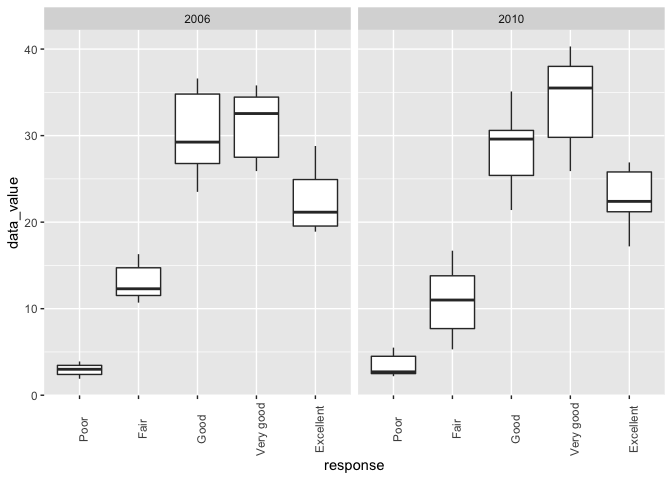 2006 2010
data_value
40
30
20
10
0
Poor Fair Good Very good Excellent Poor Fair Good Very good Excellent
response